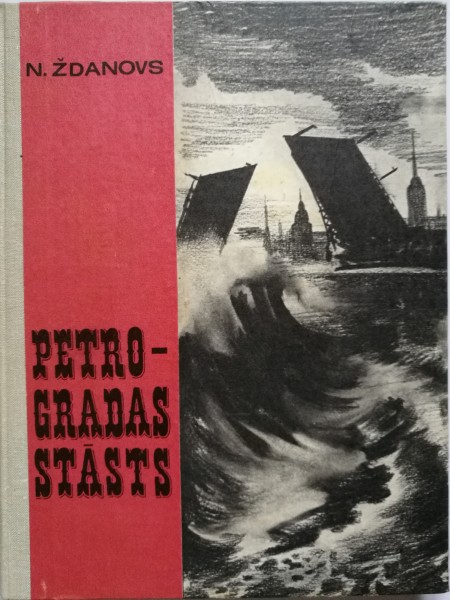 N. ŽDANOVS
PETRO-
GRADAS
STĀSTS